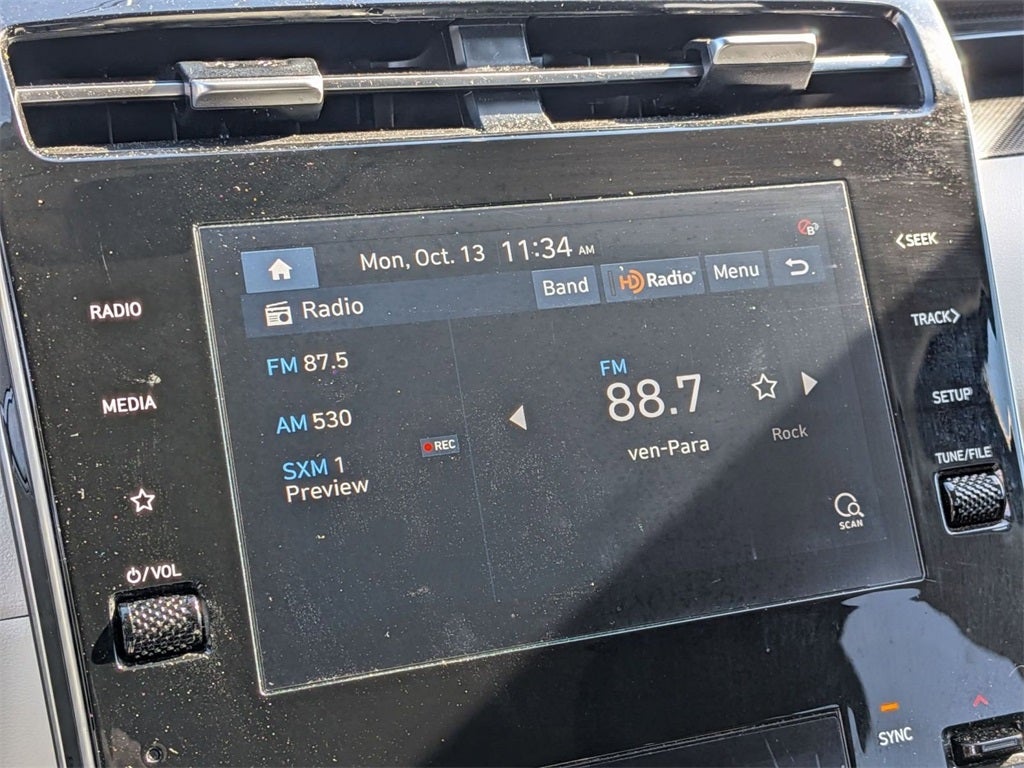 Mon, Oct. 13 11:34 AM
Radio
Band HD Radio Menu
FM 87.5
AM 530
REC
SXM 1
Preview
FM
88.7
ven-Para
Rock
SCAN
RADIO
MEDIA
/VOL
<SEEK
TRACK>
SETUP
TUNE/FILE
SYNC